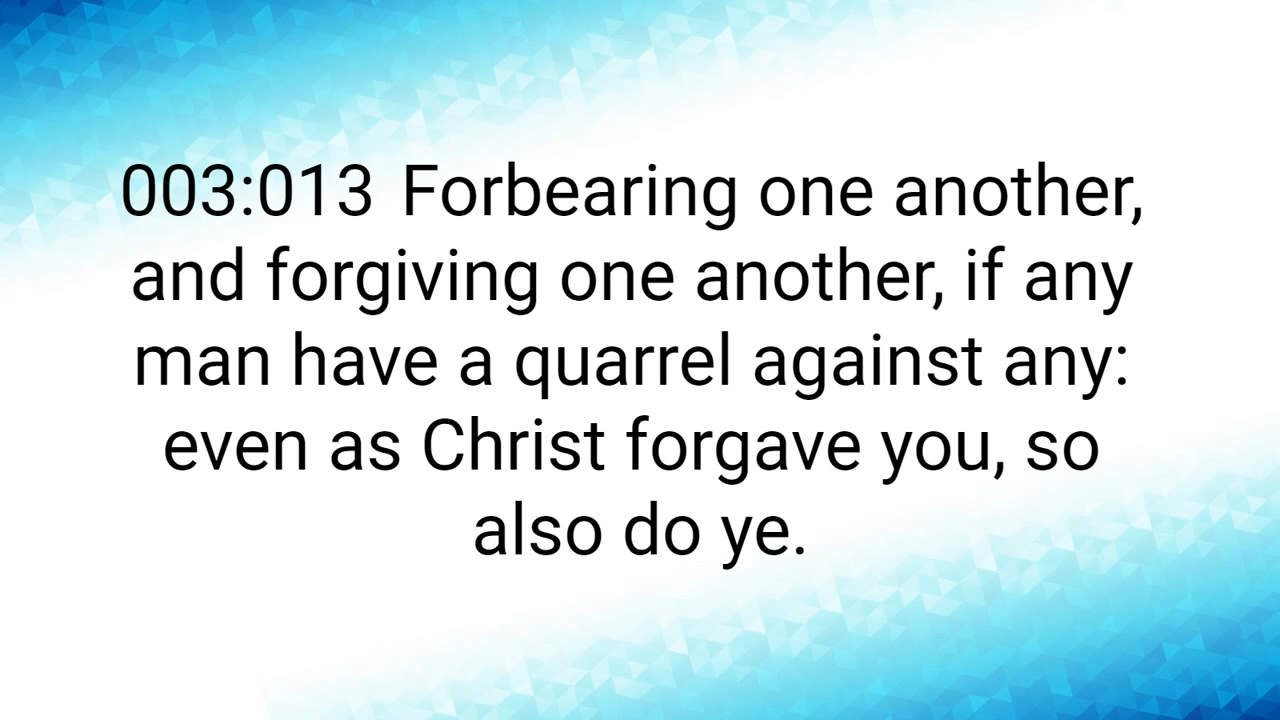 003:013 Forbearing one another,
and forgiving one another, if any
man have a quarrel against any:
even as Christ forgave you, so
also do ye.